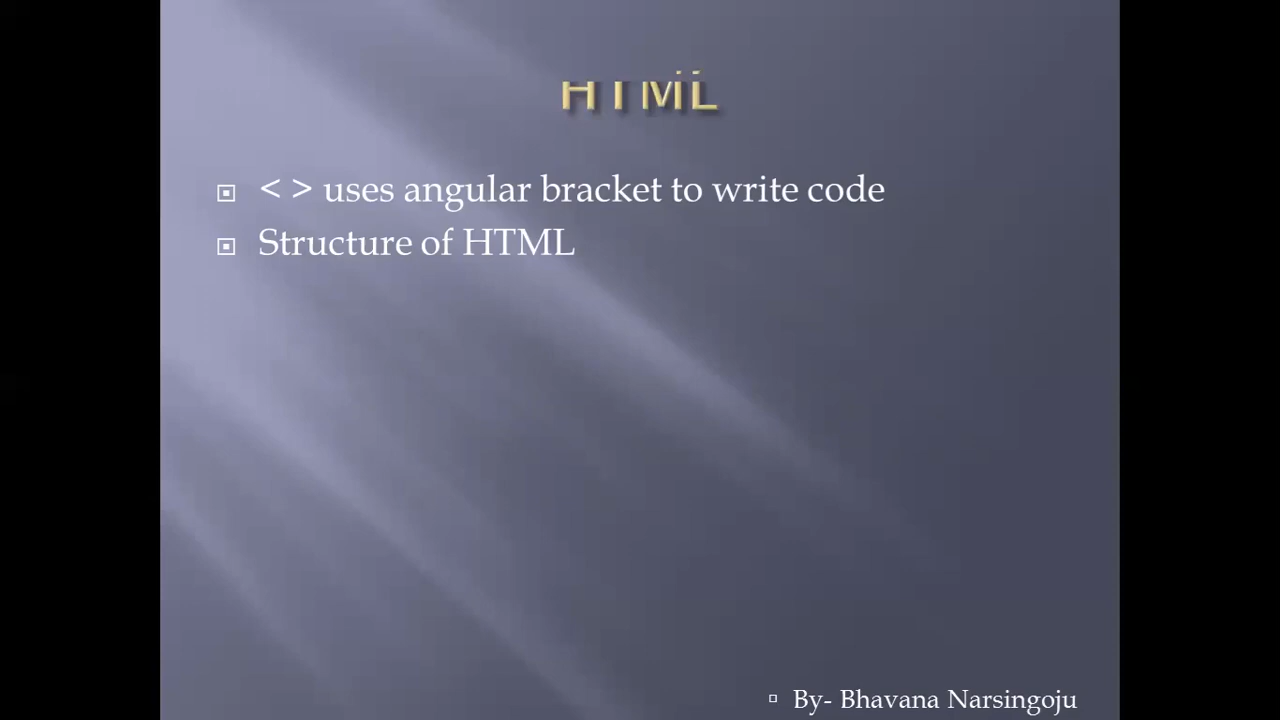 HTML
< > uses angular bracket to write code
Structure of HTML
By- Bhavana Narsingoju